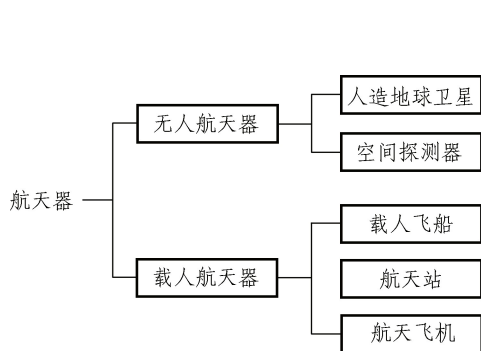 航天器
无人航天器
人造地球卫星
空间探测器
载人航天器
载人飞船
航天站
航天飞机